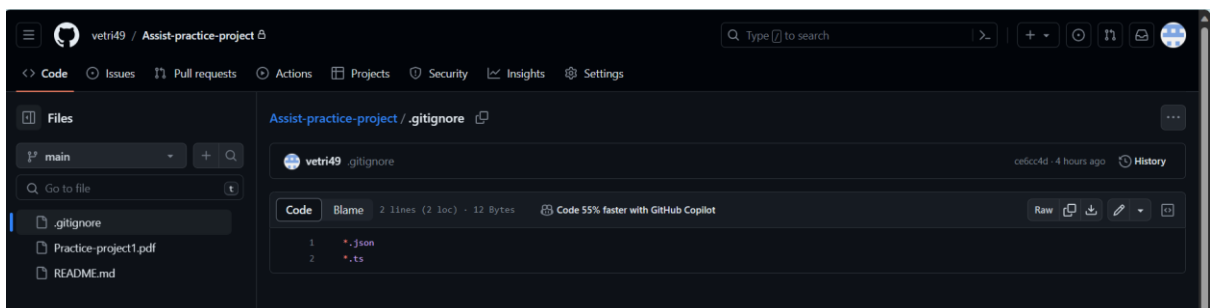 vetri49 / Assist-practice-project
Type / to search
Code Issues Pull requests Actions Projects Security Insights Settings
Files
main
Go to file t
.gitignore
Practice-project1.pdf
README.md
Assist-practice-project / .gitignore
vetri49 .gitignore
ce6cc4d · 4 hours ago History
Code Blame 2 lines (2 loc) · 12 Bytes Code 55% faster with GitHub Copilot
Raw
1 *.json
2 *.ts